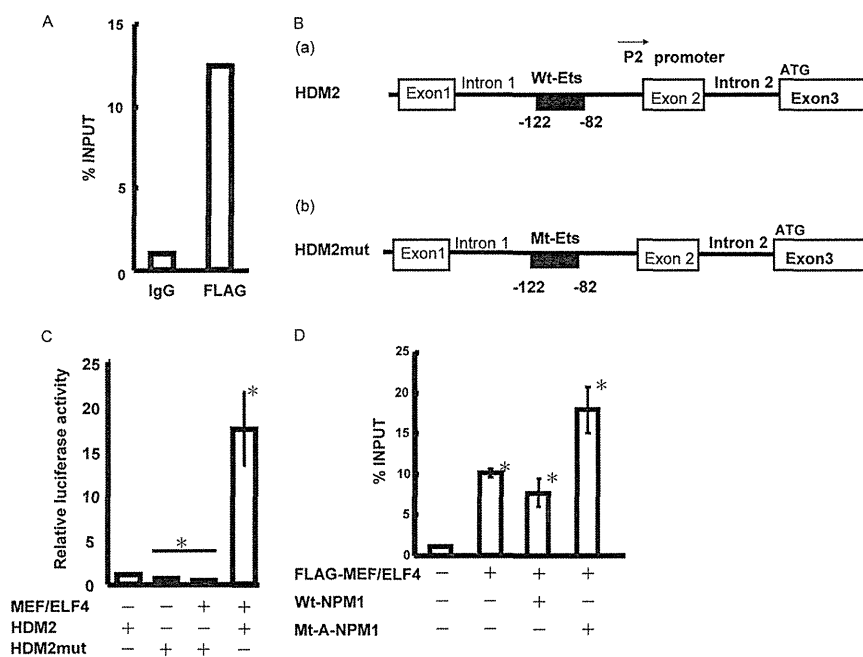 A
15
10
5
0
% INPUT
IgG FLAG
B
(a)
P2 promoter
HDM2
Exon1
Intron 1
Wt-Ets
-122 -82
Exon 2
Intron 2
ATG
Exon3
(b)
HDM2mut
Exon1
Intron 1
Mt-Ets
-122 -82
Exon 2
Intron 2
ATG
Exon3
C
25
20
15
10
5
0
Relative luciferase activity
*
*
MEF/ELF4 − − + +
HDM2 + − − +
HDM2mut − + + −
D
25
20
15
10
5
0
% INPUT
*
*
*
FLAG-MEF/ELF4 − + + +
Wt-NPM1 − − + −
Mt-A-NPM1 − − − +